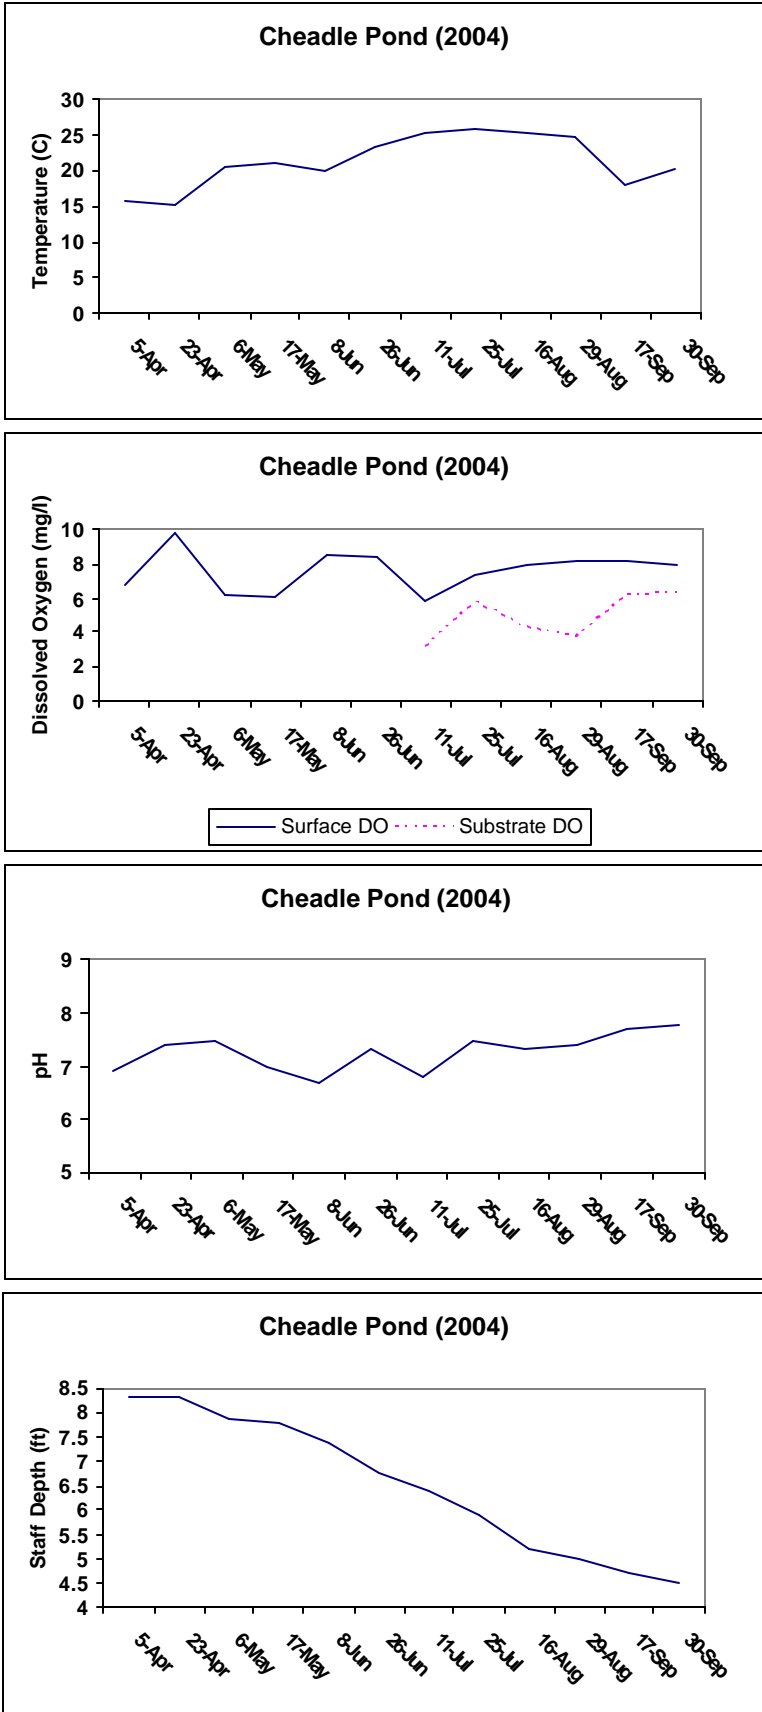 Cheadle Pond (2004)
Temperature (C)
30
25
20
15
10
5
0
5-Apr
23-Apr
6-May
17-May
8-Jun
26-Jun
11-Jul
25-Jul
16-Aug
29-Aug
17-Sep
30-Sep
Cheadle Pond (2004)
Dissolved Oxygen (mg/l)
10
8
6
4
2
0
5-Apr
23-Apr
6-May
17-May
8-Jun
26-Jun
11-Jul
25-Jul
16-Aug
29-Aug
17-Sep
30-Sep
Surface DO Substrate DO
Cheadle Pond (2004)
pH
9
8
7
6
5
5-Apr
23-Apr
6-May
17-May
8-Jun
26-Jun
11-Jul
25-Jul
16-Aug
29-Aug
17-Sep
30-Sep
Cheadle Pond (2004)
Staff Depth (ft)
8.5
8
7.5
7
6.5
6
5.5
5
4.5
4
5-Apr
23-Apr
6-May
17-May
8-Jun
26-Jun
11-Jul
25-Jul
16-Aug
29-Aug
17-Sep
30-Sep